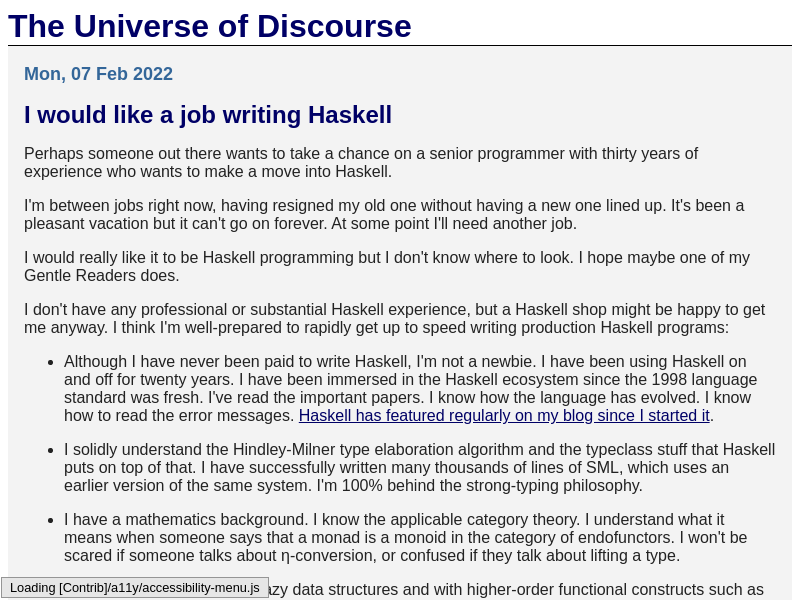 The Universe of Discourse
Mon, 07 Feb 2022
I would like a job writing Haskell
Perhaps someone out there wants to take a chance on a senior programmer with thirty years of
experience who wants to make a move into Haskell.
I'm between jobs right now, having resigned my old one without having a new one lined up. It's been a
pleasant vacation but it can't go on forever. At some point I'll need another job.
I would really like it to be Haskell programming but I don't know where to look. I hope maybe one of my
Gentle Readers does.
I don't have any professional or substantial Haskell experience, but a Haskell shop might be happy to get
me anyway. I think I'm well-prepared to rapidly get up to speed writing production Haskell programs:
• Although I have never been paid to write Haskell, I'm not a newbie. I have been using Haskell on
and off for twenty years. I have been immersed in the Haskell ecosystem since the 1998 language
standard was fresh. I've read the important papers. I know how the language has evolved. I know
how to read the error messages. Haskell has featured regularly on my blog since I started it.
• I solidly understand the Hindley-Milner type elaboration algorithm and the typeclass stuff that Haskell
puts on top of that. I have successfully written many thousands of lines of SML, which uses an
earlier version of the same system. I'm 100% behind the strong-typing philosophy.
• I have a mathematics background. I know the applicable category theory. I understand what it
means when someone says that a monad is a monoid in the category of endofunctors. I won't be
scared if someone talks about η-conversion, or confused if they talk about lifting a type.
data structures and with higher-order functional constructs such as
Loading [Contrib]/a11y/accessibility-menu.js